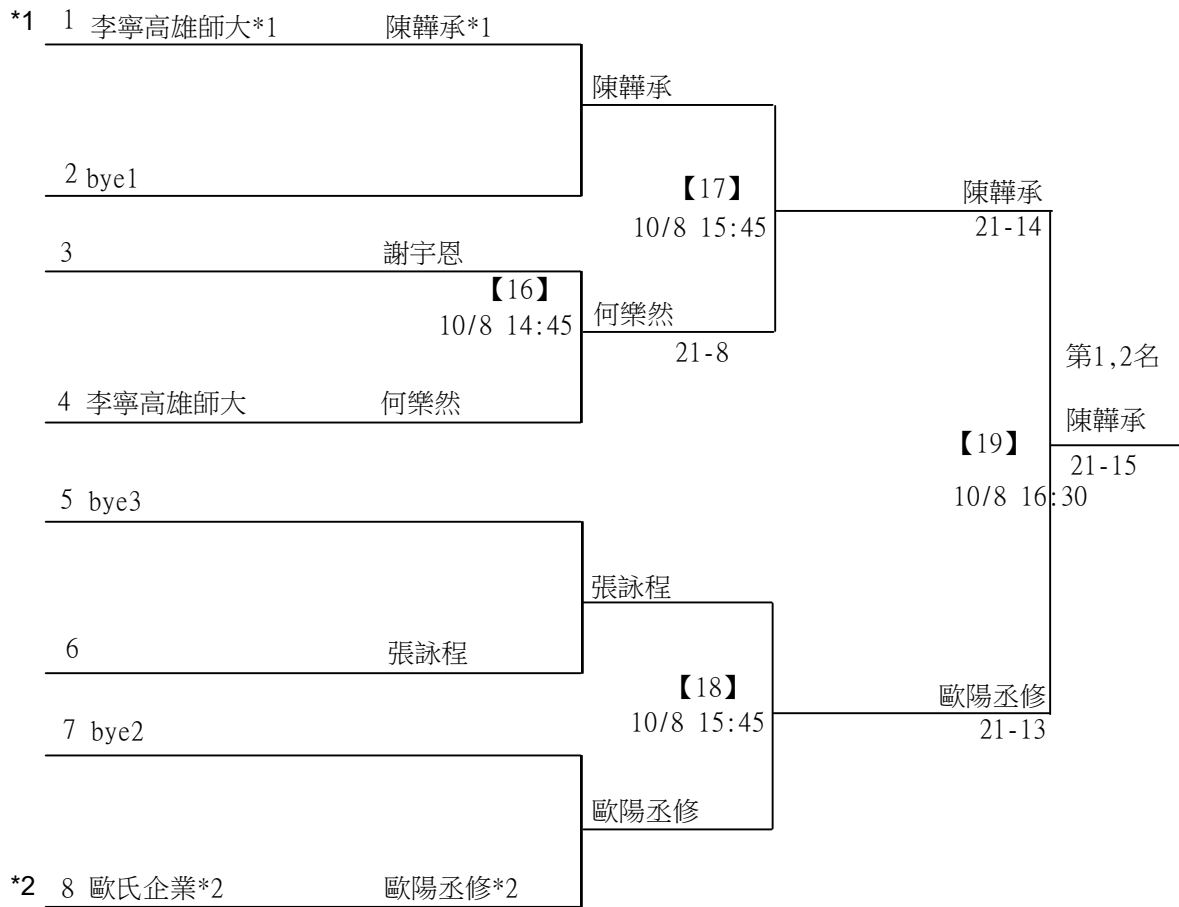 *1 1 李寧高雄師大*1 陳韡承*1
陳韡承
2 bye1
【17】
10/8 15:45
陳韡承
21-14
3 謝宇恩
【16】
10/8 14:45
何樂然
21-8
4 李寧高雄師大 何樂然
第1,2名
陳韡承
21-15
【19】
10/8 16:30
5 bye3
張詠程
6 張詠程
【18】
10/8 15:45
歐陽丞修
21-13
7 bye2
歐陽丞修
*2 8 歐氏企業*2 歐陽丞修*2